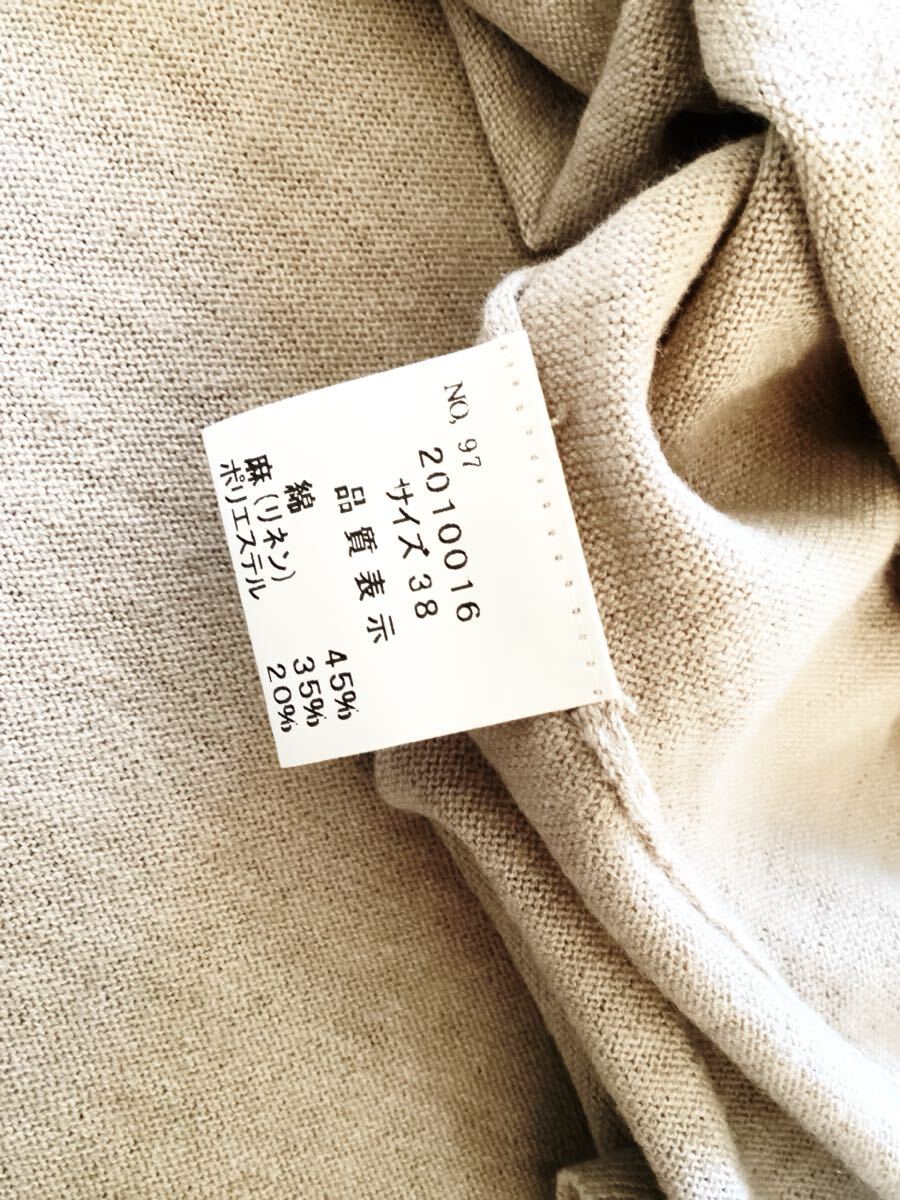 NO, 97
2010016
サイズ 38
品質表示
綿 45%
麻(リネン) 35%
ポリエステル 20%